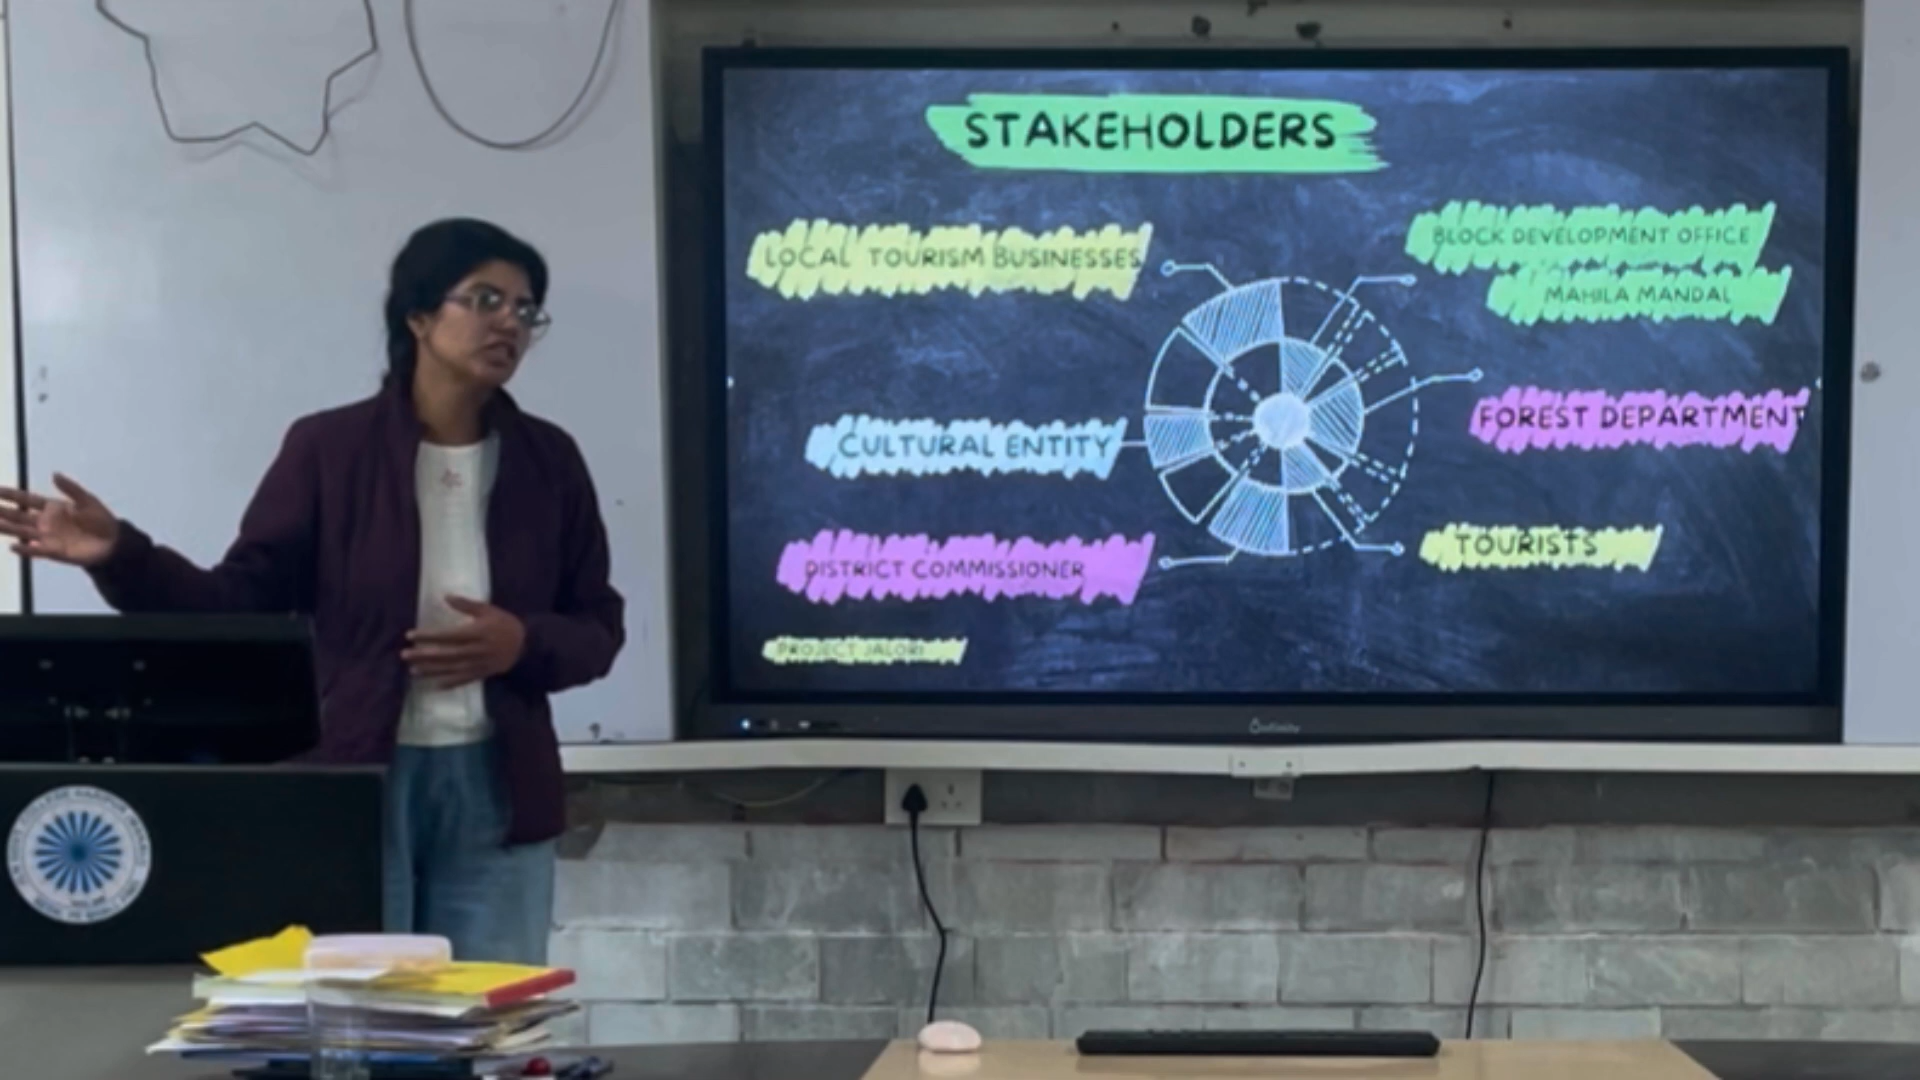 STAKEHOLDERS
LOCAL TOURISM BUSINESSES
BLOCK DEVELOPMENT OFFICE
MAHILA MANDAL
CULTURAL ENTITY
FOREST DEPARTMENT
DISTRICT COMMISSIONER
TOURISTS
PROJECT JALORI